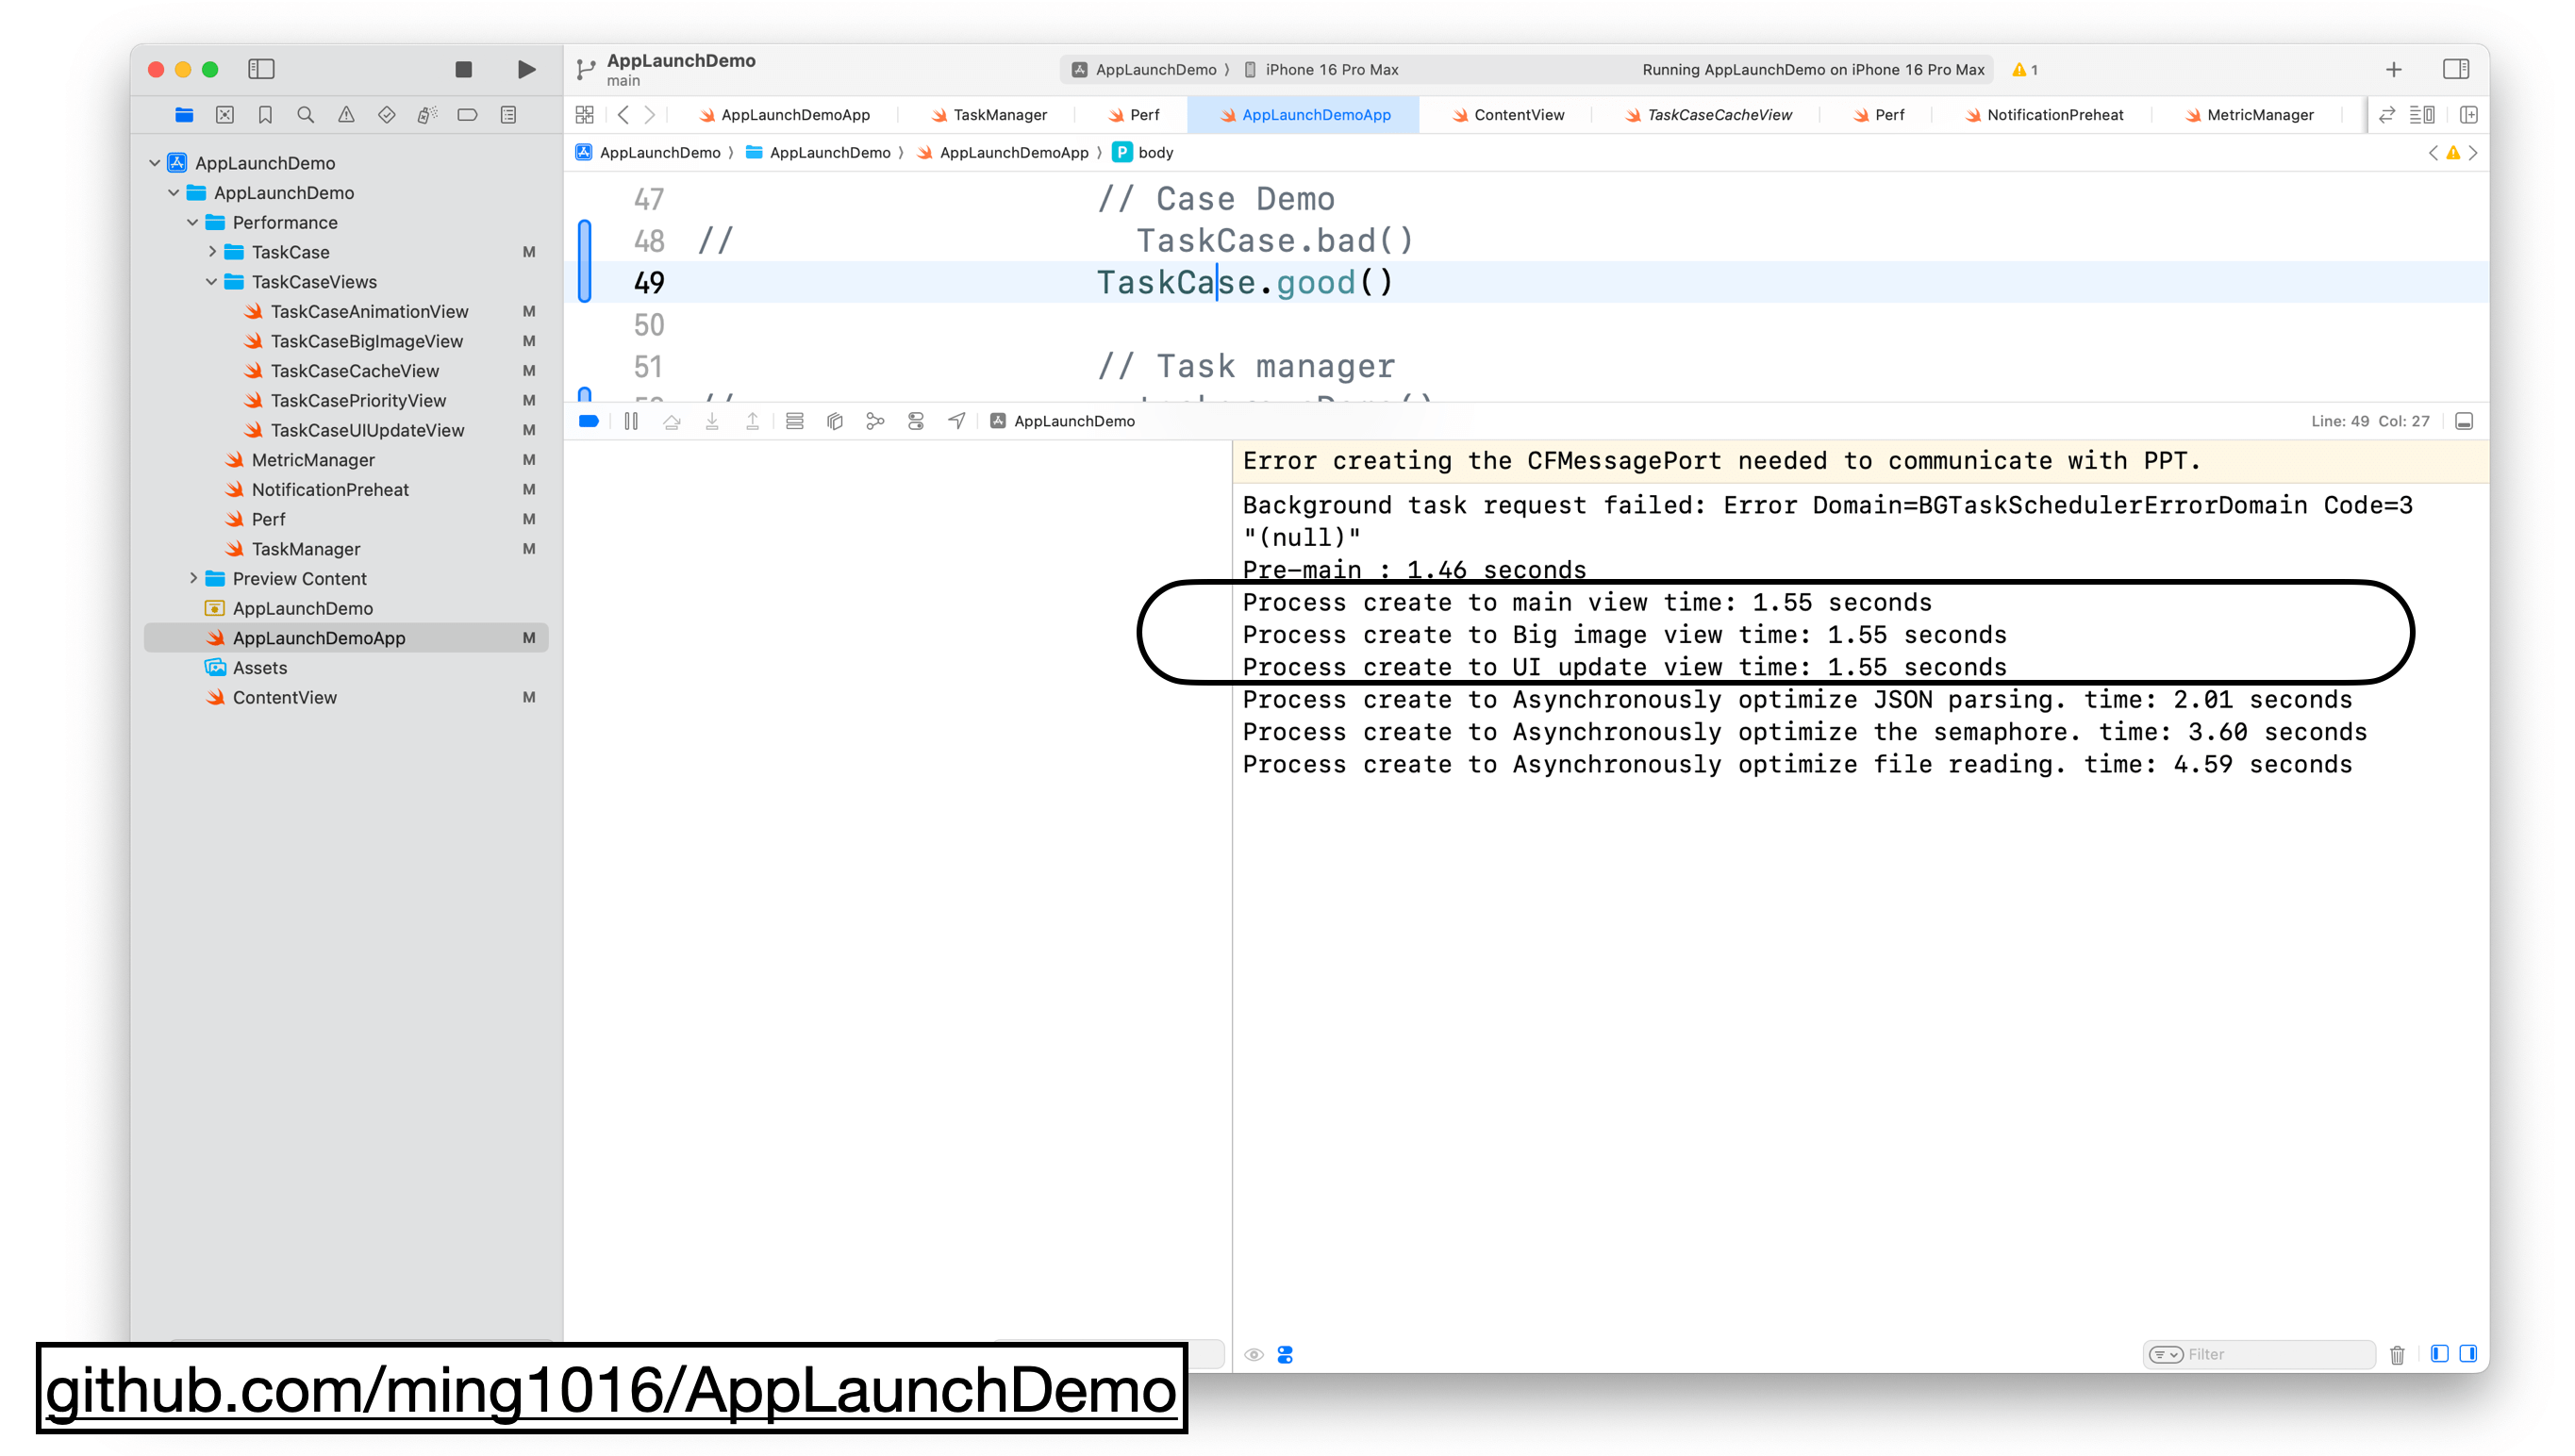 AppLaunchDemo
main
AppLaunchDemo
iPhone 16 Pro Max
Running AppLaunchDemo on iPhone 16 Pro Max
1
AppLaunchDemoApp
TaskManager
Perf
AppLaunchDemoApp
ContentView
TaskCaseCacheView
Perf
NotificationPreheat
MetricManager
AppLaunchDemo
AppLaunchDemo
AppLaunchDemoApp
P body
AppLaunchDemo
AppLaunchDemo
Performance
TaskCase M
TaskCaseViews
TaskCaseAnimationView M
TaskCaseBigImageView M
TaskCaseCacheView M
TaskCasePriorityView M
TaskCaseUIUpdateView M
MetricManager M
NotificationPreheat M
Perf M
TaskManager M
Preview Content
AppLaunchDemo
AppLaunchDemoApp M
Assets
ContentView M
47 // Case Demo
48 // TaskCase.bad()
49 TaskCase.good()
50
51 // Task manager
AppLaunchDemo
Line: 49 Col: 27
Error creating the CFMessagePort needed to communicate with PPT.
Background task request failed: Error Domain=BGTaskSchedulerErrorDomain Code=3
"(null)"
Pre-main : 1.46 seconds
Process create to main view time: 1.55 seconds
Process create to Big image view time: 1.55 seconds
Process create to UI update view time: 1.55 seconds
Process create to Asynchronously optimize JSON parsing. time: 2.01 seconds
Process create to Asynchronously optimize the semaphore. time: 3.60 seconds
Process create to Asynchronously optimize file reading. time: 4.59 seconds
Filter
github.com/ming1016/AppLaunchDemo